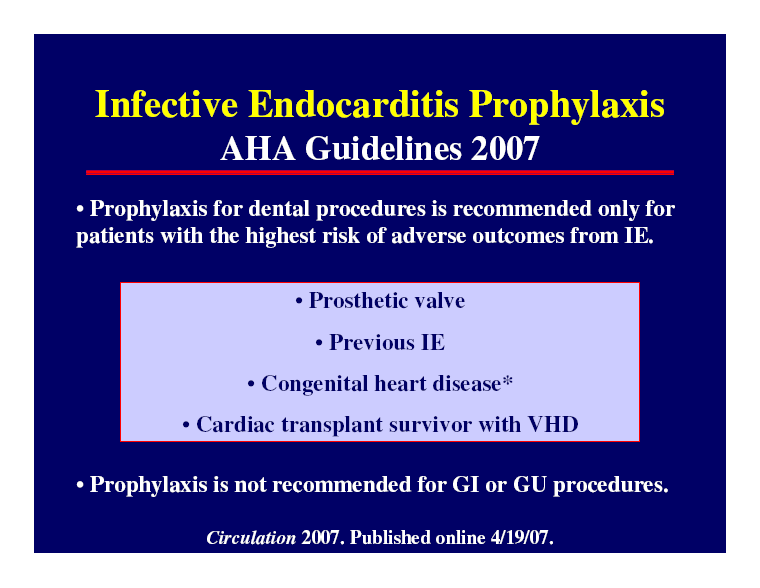 Infective Endocarditis Prophylaxis
AHA Guidelines 2007
• Prophylaxis for dental procedures is recommended only for
patients with the highest risk of adverse outcomes from IE.
• Prosthetic valve
• Previous IE
• Congenital heart disease*
• Cardiac transplant survivor with VHD
• Prophylaxis is not recommended for GI or GU procedures.
Circulation 2007. Published online 4/19/07.